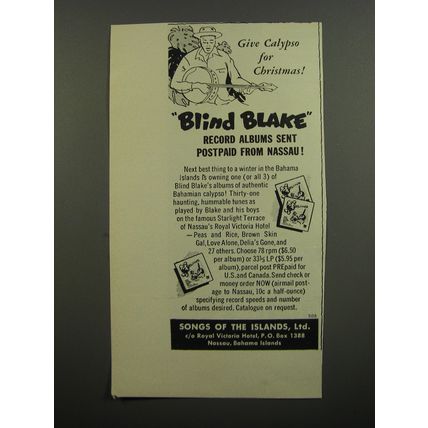 Give Calypso
for
Christmas!
"Blind BLAKE"
RECORD ALBUMS SENT
POSTPAID FROM NASSAU!
Next best thing to a winter in the Bahama
Islands is owning one (or all 3) of
Blind Blake's albums of authentic
Bahamian calypso! Thirty-one
haunting, hummable tunes as
played by Blake and his boys
on the famous Starlight Terrace
of Nassau's Royal Victoria Hotel
—Peas and Rice, Brown Skin
Gal, Love Alone, Delia's Gone, and
27 others. Choose 78 rpm ($6.50
per album) or 33⅓ LP ($5.95 per
album), parcel post PREpaid for
U.S. and Canada. Send check or
money order NOW (airmail post-
age to Nassau, 10c a half-ounce)
specifying record speeds and number
of albums desired. Catalogue on request.
SONGS OF THE ISLANDS, Ltd.
c/o Royal Victoria Hotel, P.O. Box 1388
Nassau, Bahama Islands